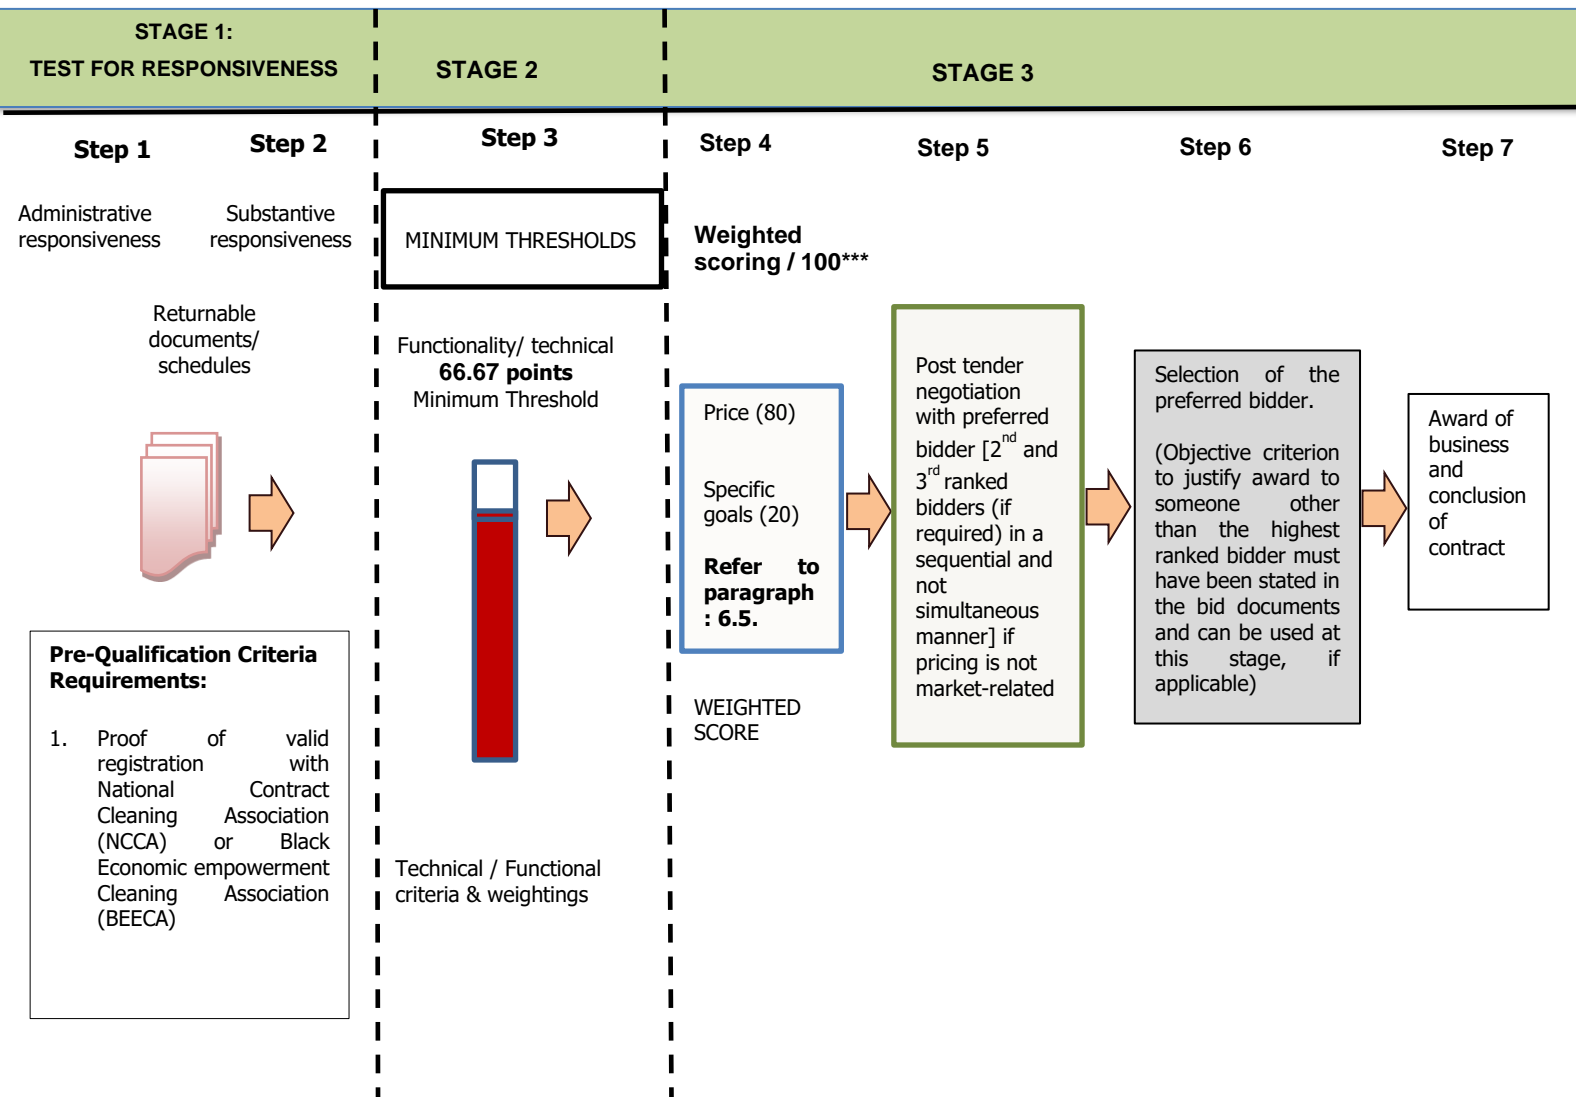 STAGE 1:
TEST FOR RESPONSIVENESS
STAGE 2
STAGE 3
Step 1
Step 2
Step 3
Step 4
Step 5
Step 6
Step 7
Administrative
responsiveness
Substantive
responsiveness
Returnable
documents/
schedules
Pre-Qualification Criteria
Requirements:
1. Proof of valid
registration with
National Contract
Cleaning Association
(NCCA) or Black
Economic empowerment
Cleaning Association
(BEECA)
MINIMUM THRESHOLDS
Functionality/ technical
66.67 points
Minimum Threshold
Technical / Functional
criteria & weightings
Weighted
scoring / 100***
Price (80)
Specific
goals (20)
Refer to
paragraph
: 6.5.
WEIGHTED
SCORE
Post tender
negotiation
with preferred
bidder [2nd and
3rd ranked
bidders (if
required) in a
sequential and
not
simultaneous
manner] if
pricing is not
market-related
Selection of the
preferred bidder.
(Objective criterion
to justify award to
someone other
than the highest
ranked bidder must
have been stated in
the bid documents
and can be used at
this stage, if
applicable)
Award of
business
and
conclusion
of
contract